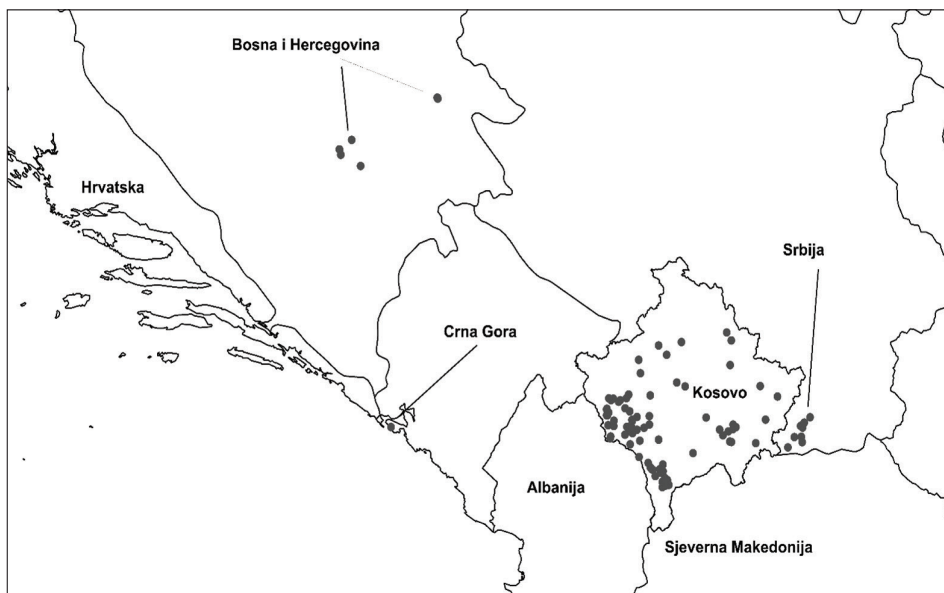 Bosna i Hercegovina
Hrvatska
Srbija
Crna Gora
Kosovo
Albanija
Sjeverna Makedonija